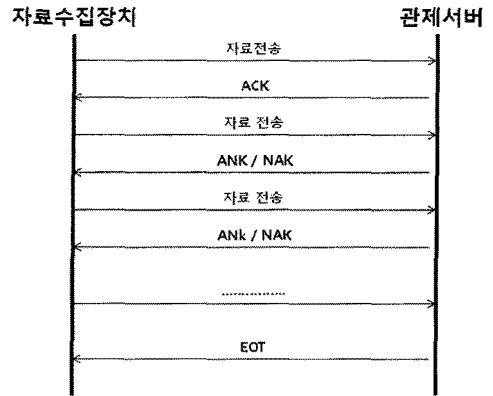 자료수집장치 관제서버
자료전송
ACK
자료 전송
ANK / NAK
자료 전송
ANk / NAK
................
EOT